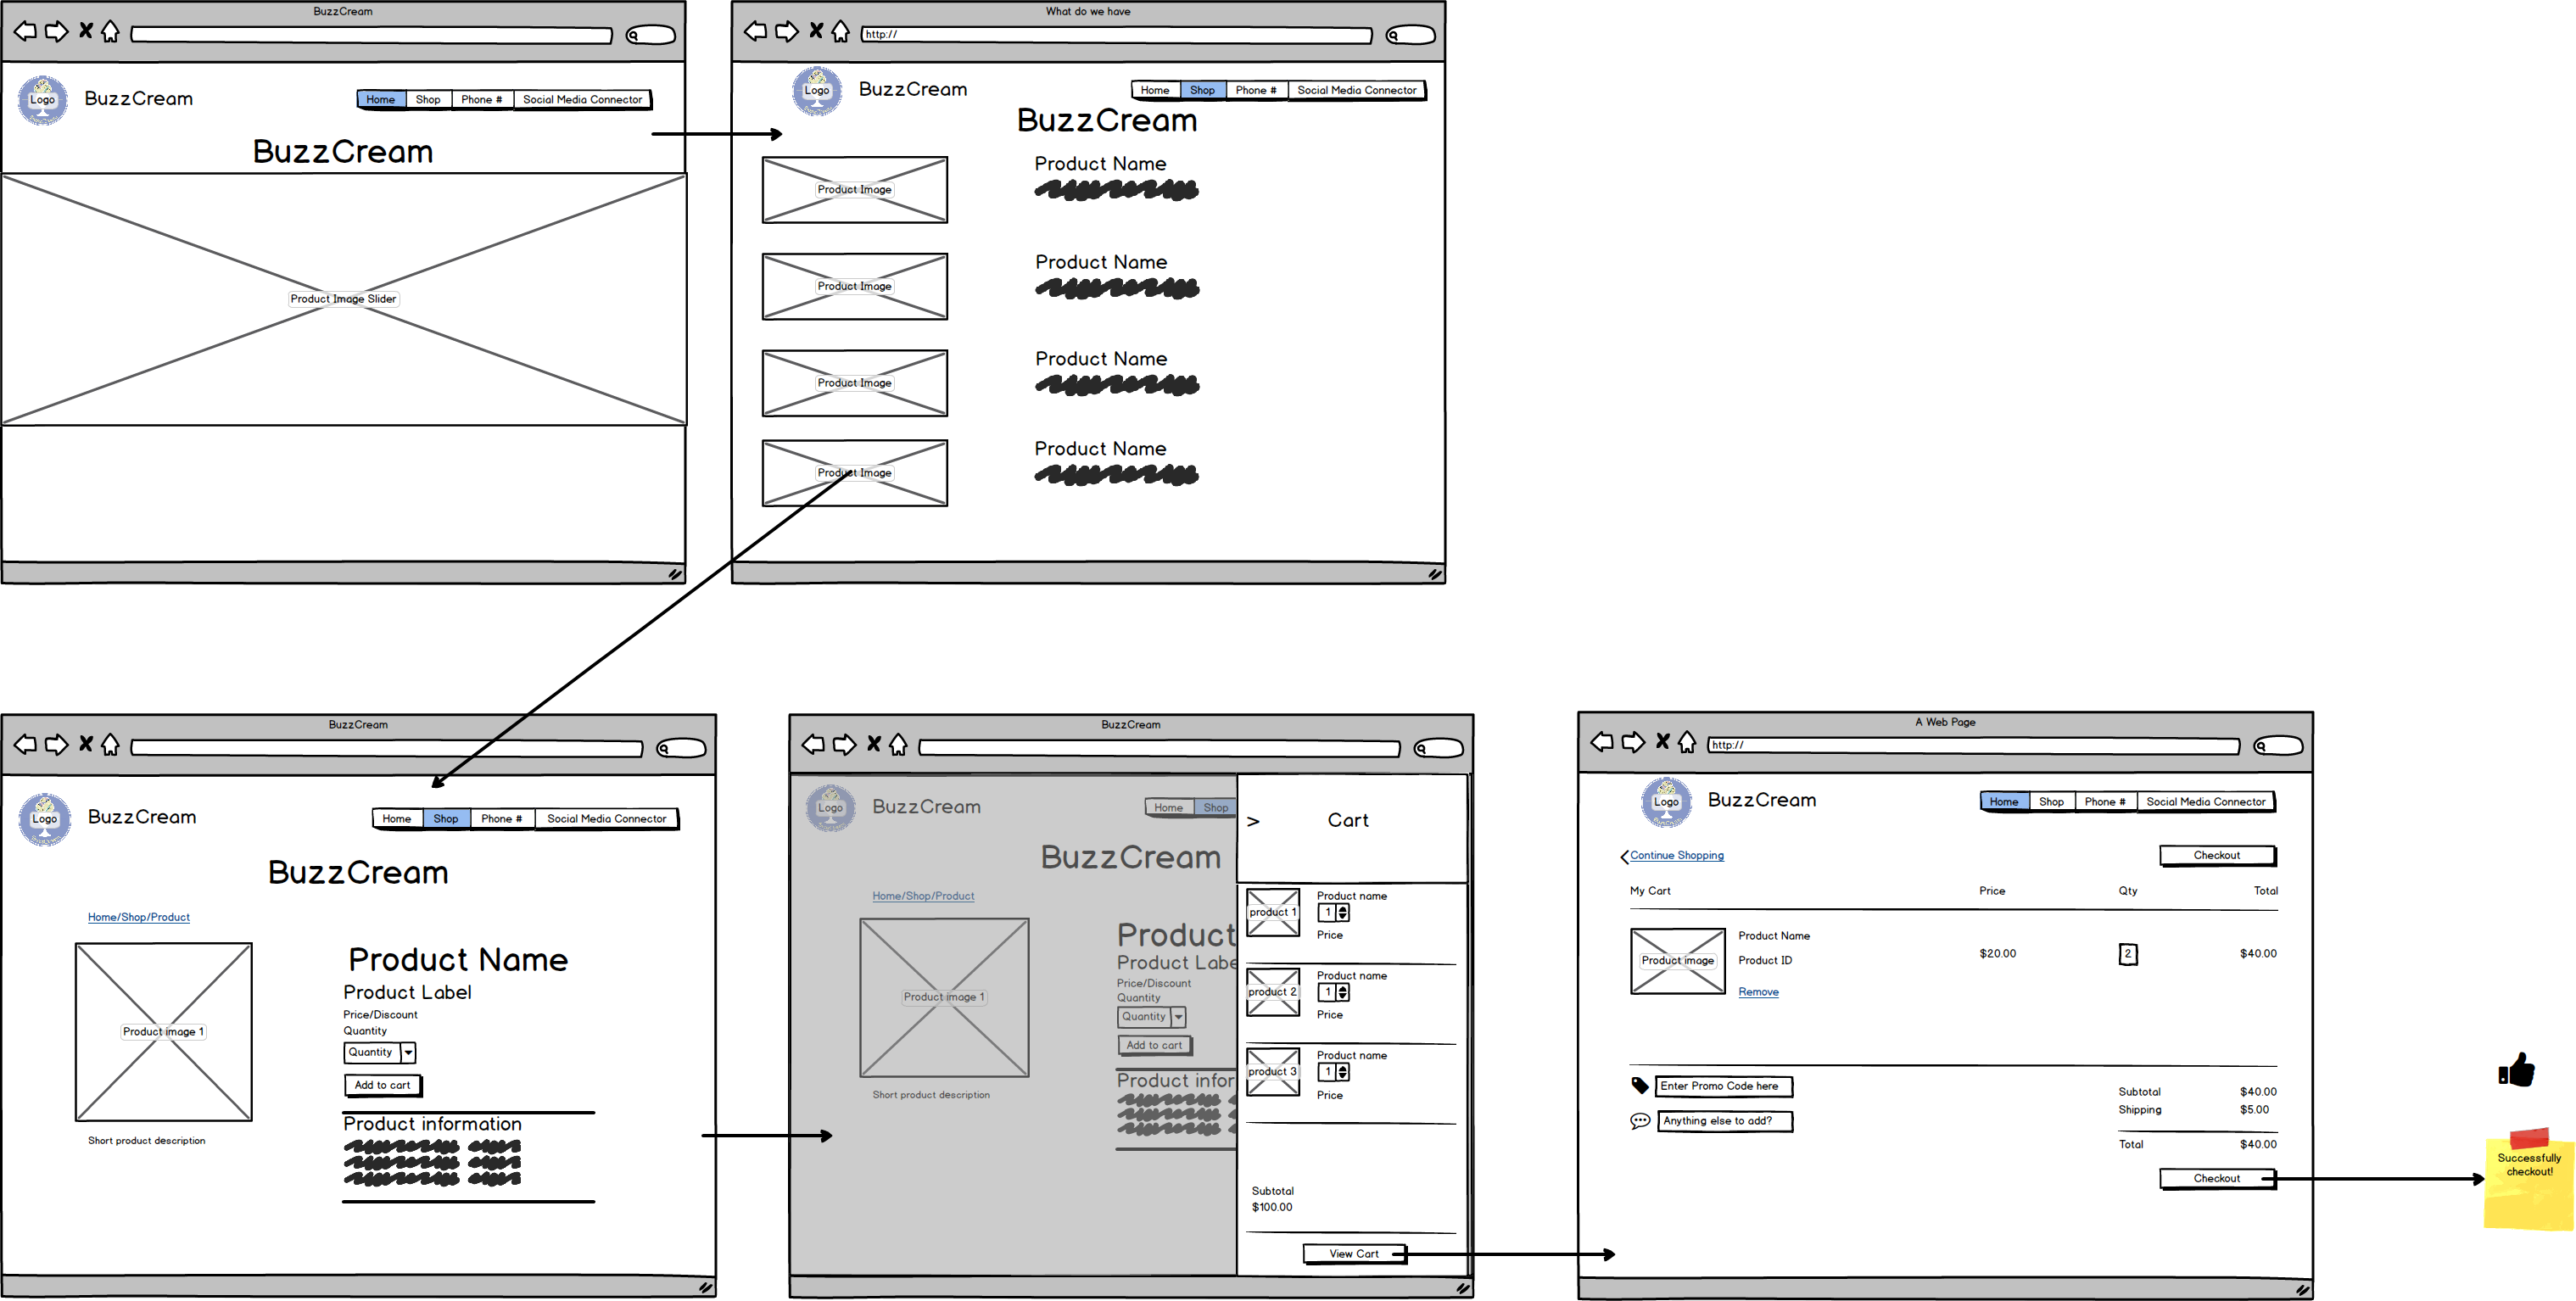 BuzzCream
Logo
BuzzCream
Home Shop Phone # Social Media Connector
BuzzCream
Product Image Slider
What do we have
http://
Logo
BuzzCream
Home Shop Phone # Social Media Connector
BuzzCream
Product Image
Product Name
Product Image
Product Name
Product Image
Product Name
Product Image
Product Name
BuzzCream
Logo
BuzzCream
Home Shop Phone # Social Media Connector
BuzzCream
Home/Shop/Product
Product image 1
Short product description
Product Name
Product Label
Price/Discount
Quantity
Quantity
Add to cart
Product information
BuzzCream
Logo
BuzzCream
Home Shop
BuzzCream
Home/Shop/Product
Product image 1
Short product description
Product
Product Labe
Price/Discount
Quantity
Quantity
Add to cart
Product infor
> Cart
product 1
Product name
1
Price
product 2
Product name
1
Price
product 3
Product name
1
Price
Subtotal
$100.00
View Cart
A Web Page
http://
Logo
BuzzCream
Home Shop Phone # Social Media Connector
Continue Shopping
Checkout
My Cart Price Qty Total
Product image
Product Name
Product ID
Remove
$20.00 2 $40.00
Enter Promo Code here
Anything else to add?
Subtotal $40.00
Shipping $5.00
Total $40.00
Checkout
Successfully
checkout!